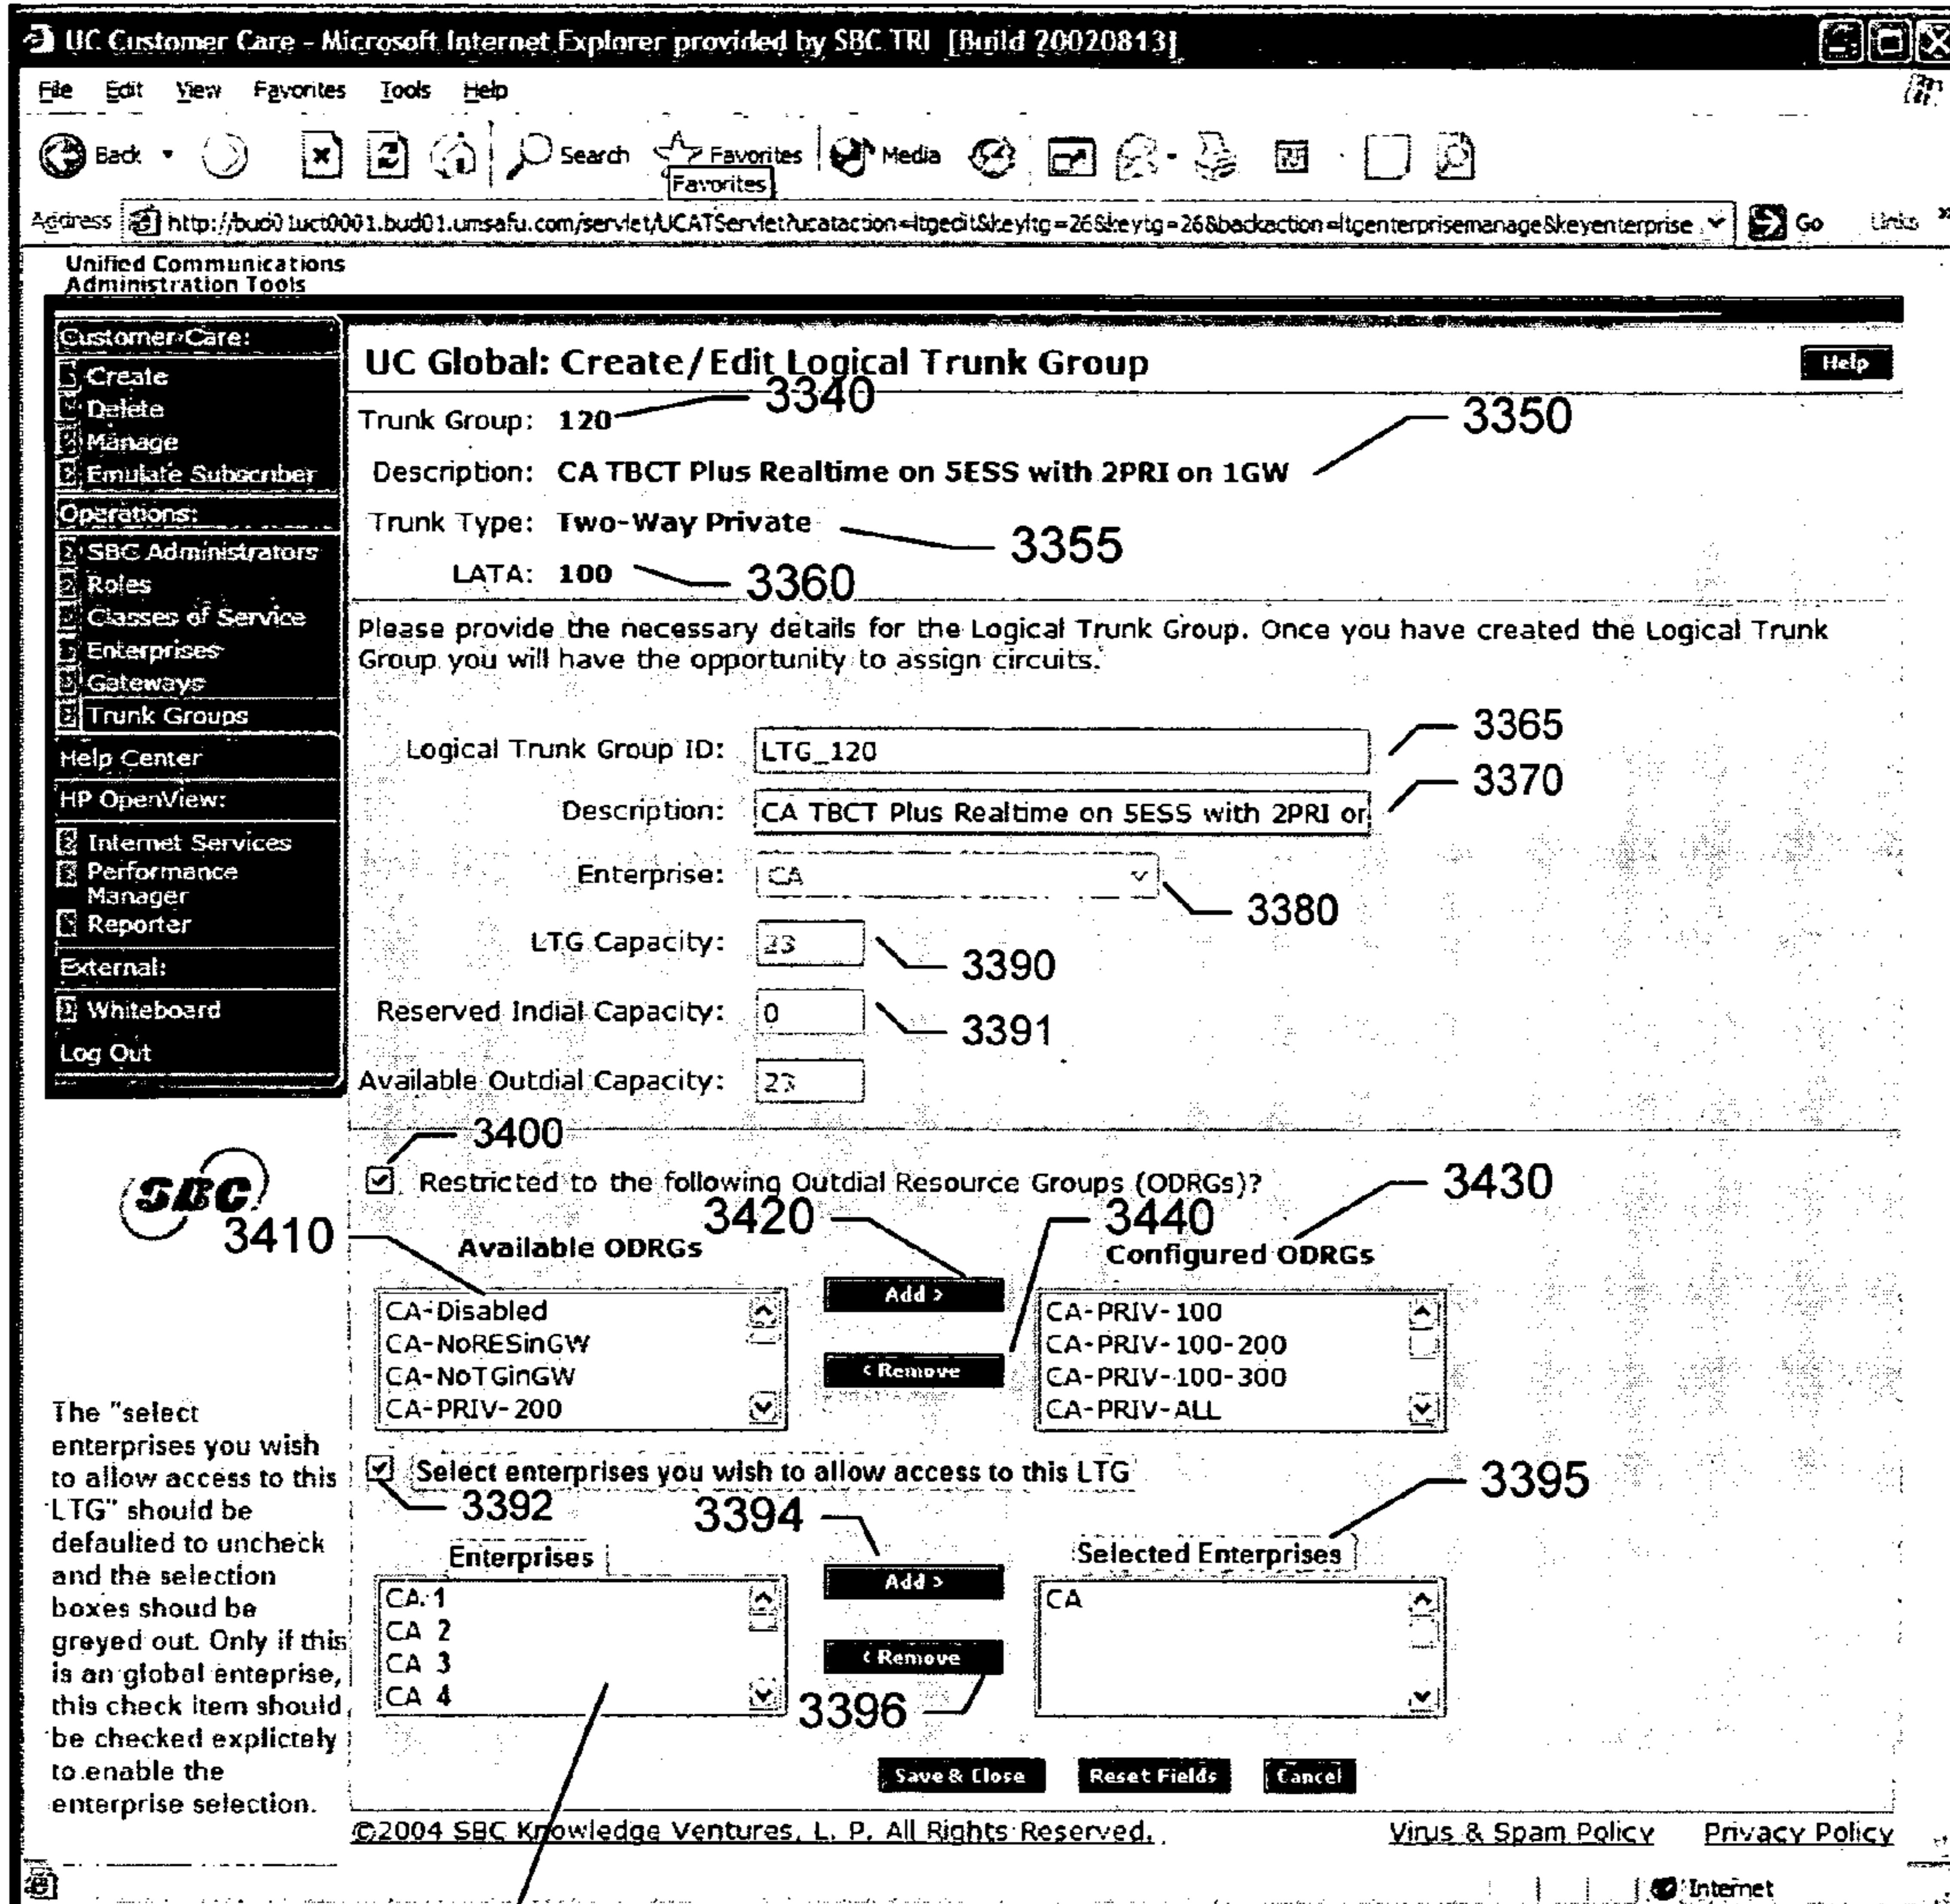 UC Customer Care - Microsoft Internet Explorer provided by SBC TRI [Build 20020813]
File Edit View Favorites Tools Help
Back Search Favorites Media
Favorites
Address http://bud01uct0001.bud01.umsafu.com/servlet/UCATServlet?ucataction=ltgedit&keyltg=26&keytg=26&backaction=ltgenterprisemanage&keyenterprise Go Links »
Unified Communications
Administration Tools
Customer Care:
Create
Delete
Manage
Emulate Subscriber
Operations:
SBC Administrators
Roles
Classes of Service
Enterprises
Gateways
Trunk Groups
Help Center
HP OpenView:
Internet Services
Performance
Manager
Reporter
External:
Whiteboard
Log Out
SBC
The "select
enterprises you wish
to allow access to this
LTG" should be
defaulted to uncheck
and the selection
boxes shoud be
greyed out. Only if this
is an global enteprise,
this check item should
be checked explictely
to enable the
enterprise selection.
UC Global: Create/Edit Logical Trunk Group Help
Trunk Group: 120 3340
Description: CA TBCT Plus Realtime on 5ESS with 2PRI on 1GW 3350
Trunk Type: Two-Way Private 3355
LATA: 100 3360
Please provide the necessary details for the Logical Trunk Group. Once you have created the Logical Trunk
Group you will have the opportunity to assign circuits.
Logical Trunk Group ID: LTG_120 3365
Description: CA TBCT Plus Realtime on 5ESS with 2PRI or 3370
Enterprise: CA 3380
LTG Capacity: 23 3390
Reserved Indial Capacity: 0 3391
Available Outdial Capacity: 23
3400
Restricted to the following Outdial Resource Groups (ODRGs)?
3410 3420 3440 3430
Available ODRGs Configured ODRGs
CA-Disabled
CA-NoRESinGW
CA-NoTGinGW
CA-PRIV-200
Add >
< Remove
CA-PRIV-100
CA-PRIV-100-200
CA-PRIV-100-300
CA-PRIV-ALL
Select enterprises you wish to allow access to this LTG
3392 3394 3395
Enterprises Selected Enterprises
CA 1
CA 2
CA 3
CA 4
Add >
< Remove
3396
CA
Save & Close Reset Fields Cancel
©2004 SBC Knowledge Ventures, L. P. All Rights Reserved. Virus & Spam Policy Privacy Policy
Internet